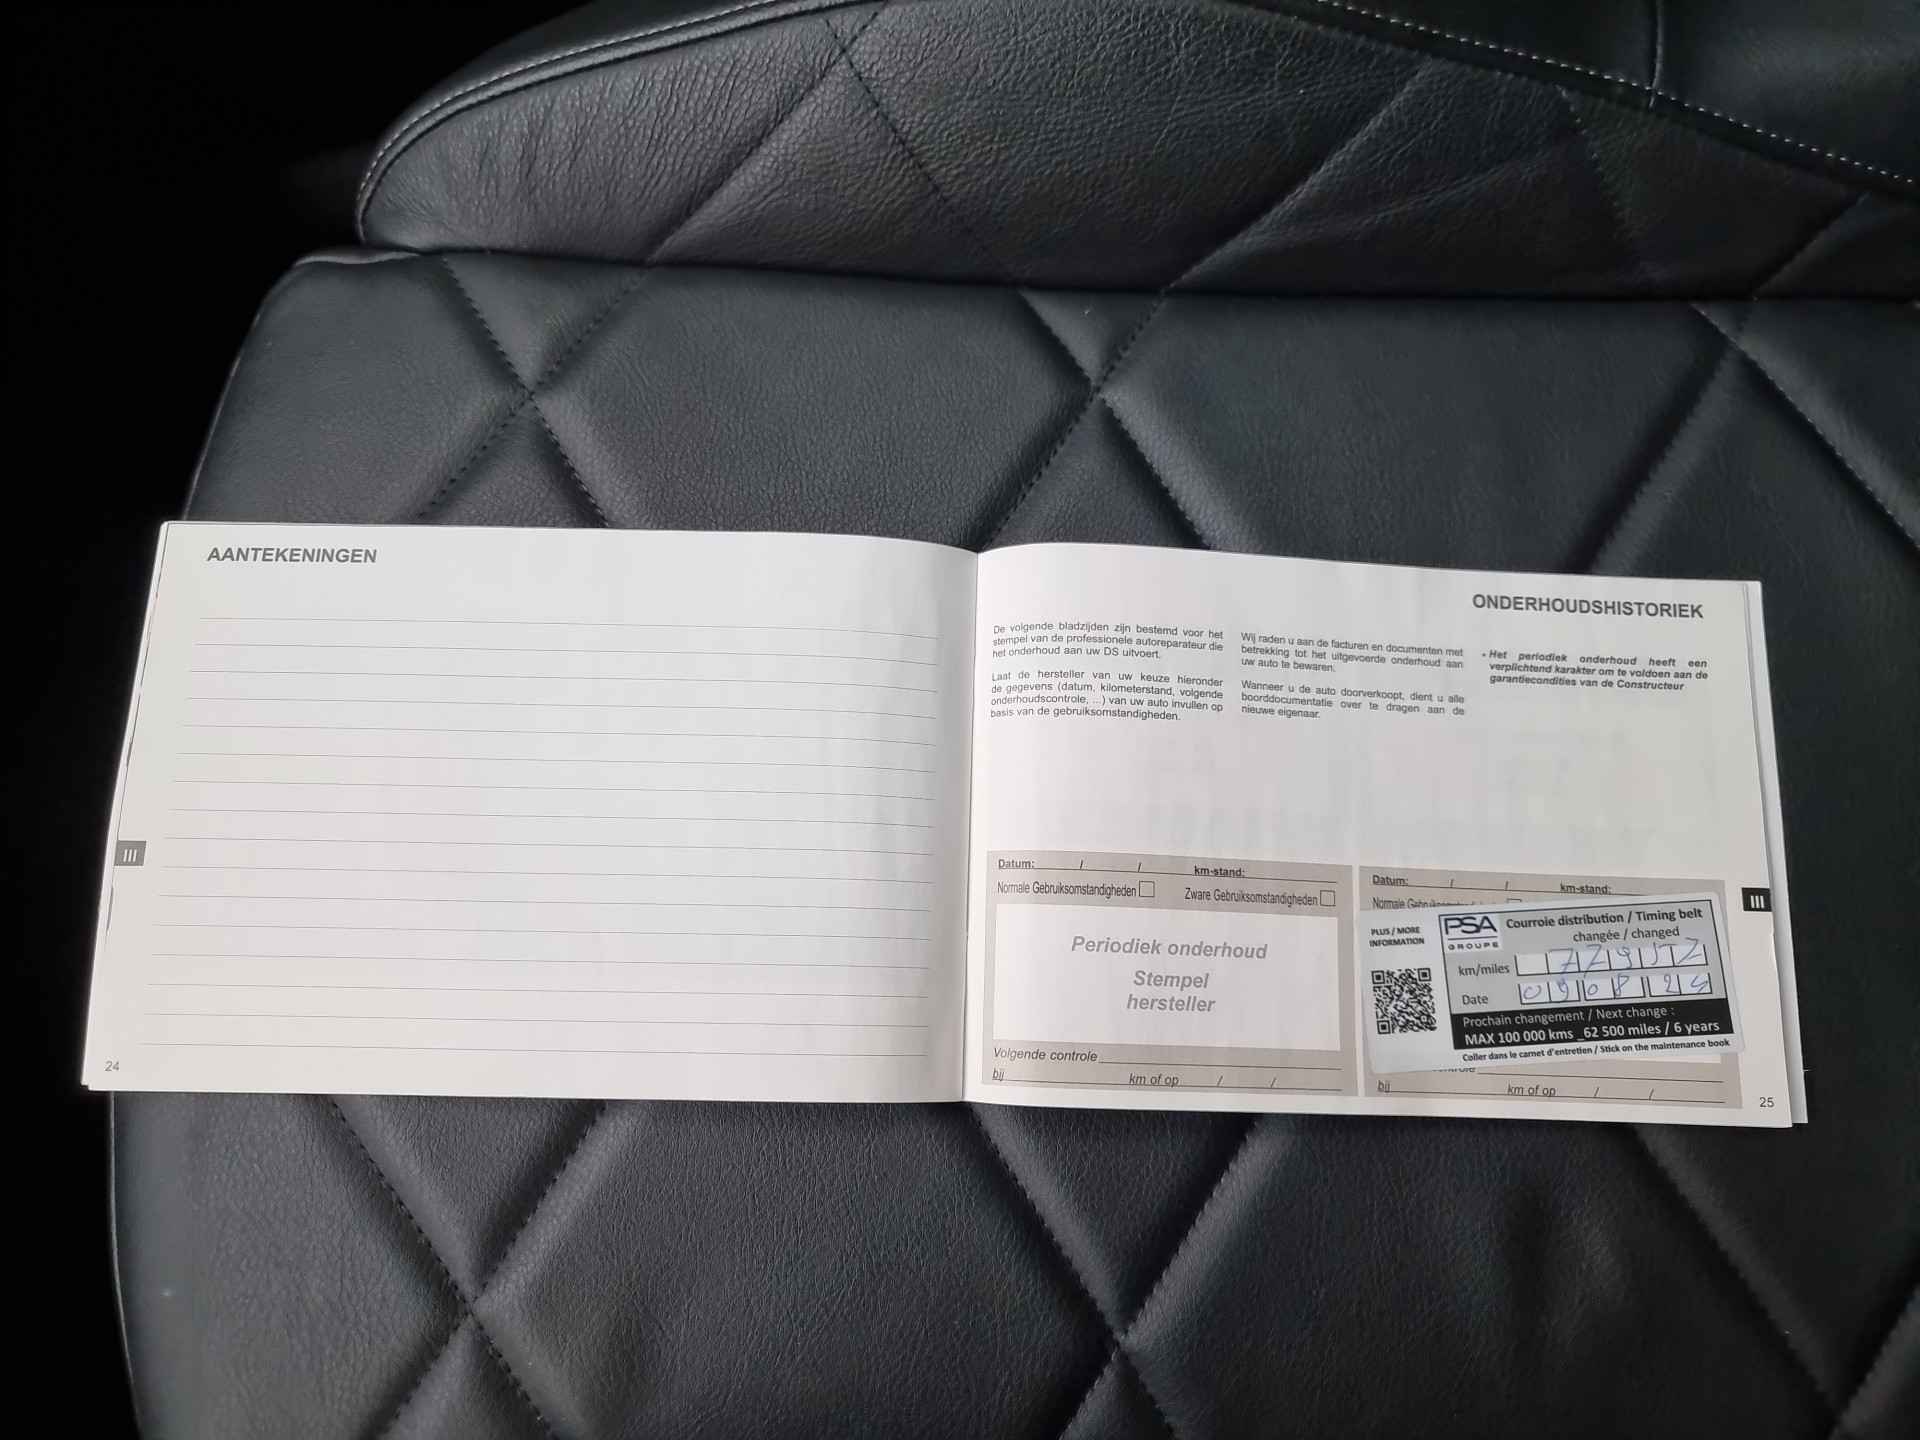 AANTEKENINGEN
III
24
ONDERHOUDSHISTORIEK
De volgende bladzijden zijn bestemd voor het
stempel van de professionele autoreparateur die
het onderhoud aan uw DS uitvoert.
Laat de hersteller van uw keuze hieronder
de gegevens (datum, kilometerstand, volgende
onderhoudscontrole, ...) van uw auto invullen op
basis van de gebruiksomstandigheden.
Wij raden u aan de facturen en documenten met
betrekking tot het uitgevoerde onderhoud aan
uw auto te bewaren.
Wanneer u de auto doorverkoopt, dient u alle
boorddocumentatie over te dragen aan de
nieuwe eigenaar.
• Het periodiek onderhoud heeft een
verplichtend karakter om te voldoen aan de
garantiecondities van de Constructeur
Datum: / / km-stand:
Normale Gebruiksomstandigheden Zware Gebruiksomstandigheden
Periodiek onderhoud
Stempel
hersteller
Volgende controle
bij km of op / /
Datum: / / km-stand:
Normale
PLUS / MORE
INFORMATION
PSA
GROUPE
Courroie distribution / Timing belt
changée / changed
km/miles 77952
Date 09 08 24
Prochain changement / Next change :
MAX 100 000 kms _62 500 miles / 6 years
Coller dans le carnet d'entretien / Stick on the maintenance book
bij km of op / /
III
25